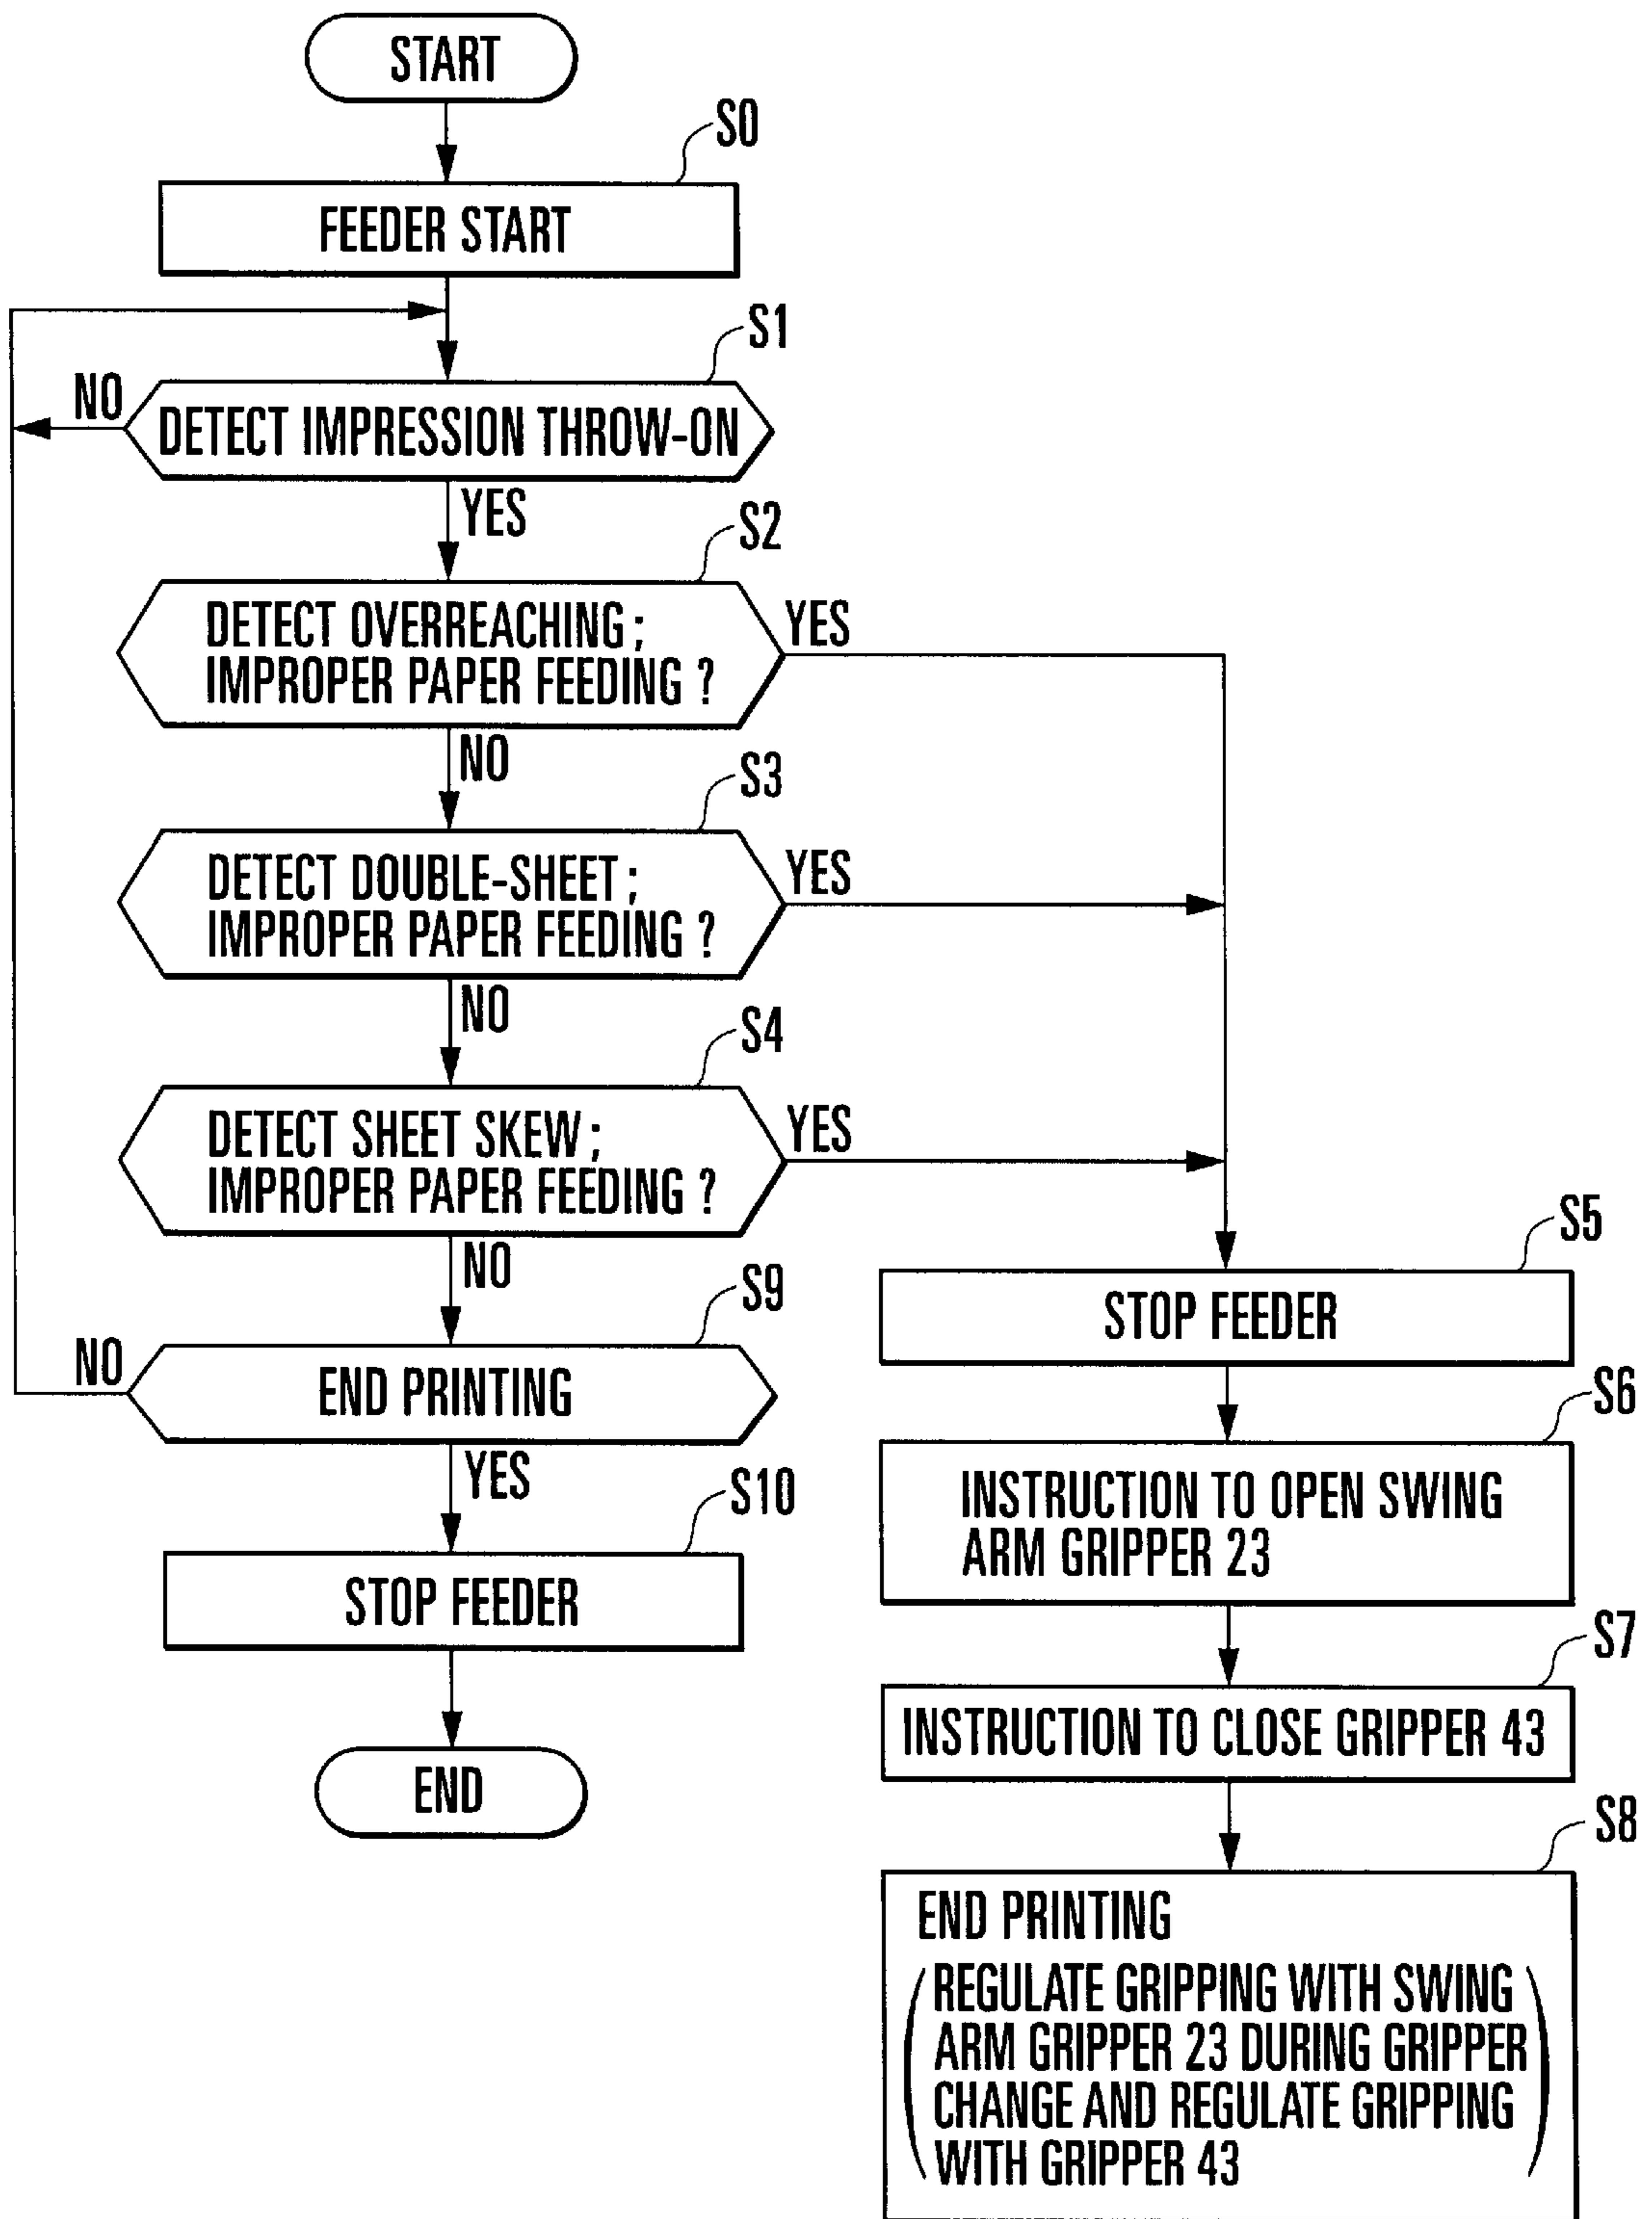 START
S0
FEEDER START
S1
NO
DETECT IMPRESSION THROW-ON
YES
S2
DETECT OVERREACHING;
IMPROPER PAPER FEEDING ?
YES
NO
S3
DETECT DOUBLE-SHEET;
IMPROPER PAPER FEEDING ?
YES
NO
S4
DETECT SHEET SKEW;
IMPROPER PAPER FEEDING ?
YES
NO
S9
NO
END PRINTING
YES
S10
STOP FEEDER
END
S5
STOP FEEDER
S6
INSTRUCTION TO OPEN SWING
ARM GRIPPER 23
S7
INSTRUCTION TO CLOSE GRIPPER 43
S8
END PRINTING
(REGULATE GRIPPING WITH SWING
ARM GRIPPER 23 DURING GRIPPER
CHANGE AND REGULATE GRIPPING
WITH GRIPPER 43)